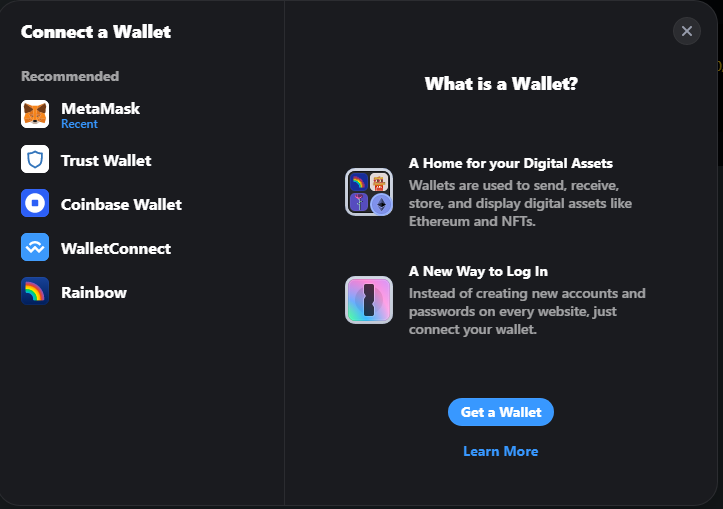 Connect a Wallet
Recommended
MetaMask
Recent
Trust Wallet
Coinbase Wallet
WalletConnect
Rainbow
What is a Wallet?
A Home for your Digital Assets
Wallets are used to send, receive,
store, and display digital assets like
Ethereum and NFTs.
A New Way to Log In
Instead of creating new accounts and
passwords on every website, just
connect your wallet.
Get a Wallet
Learn More